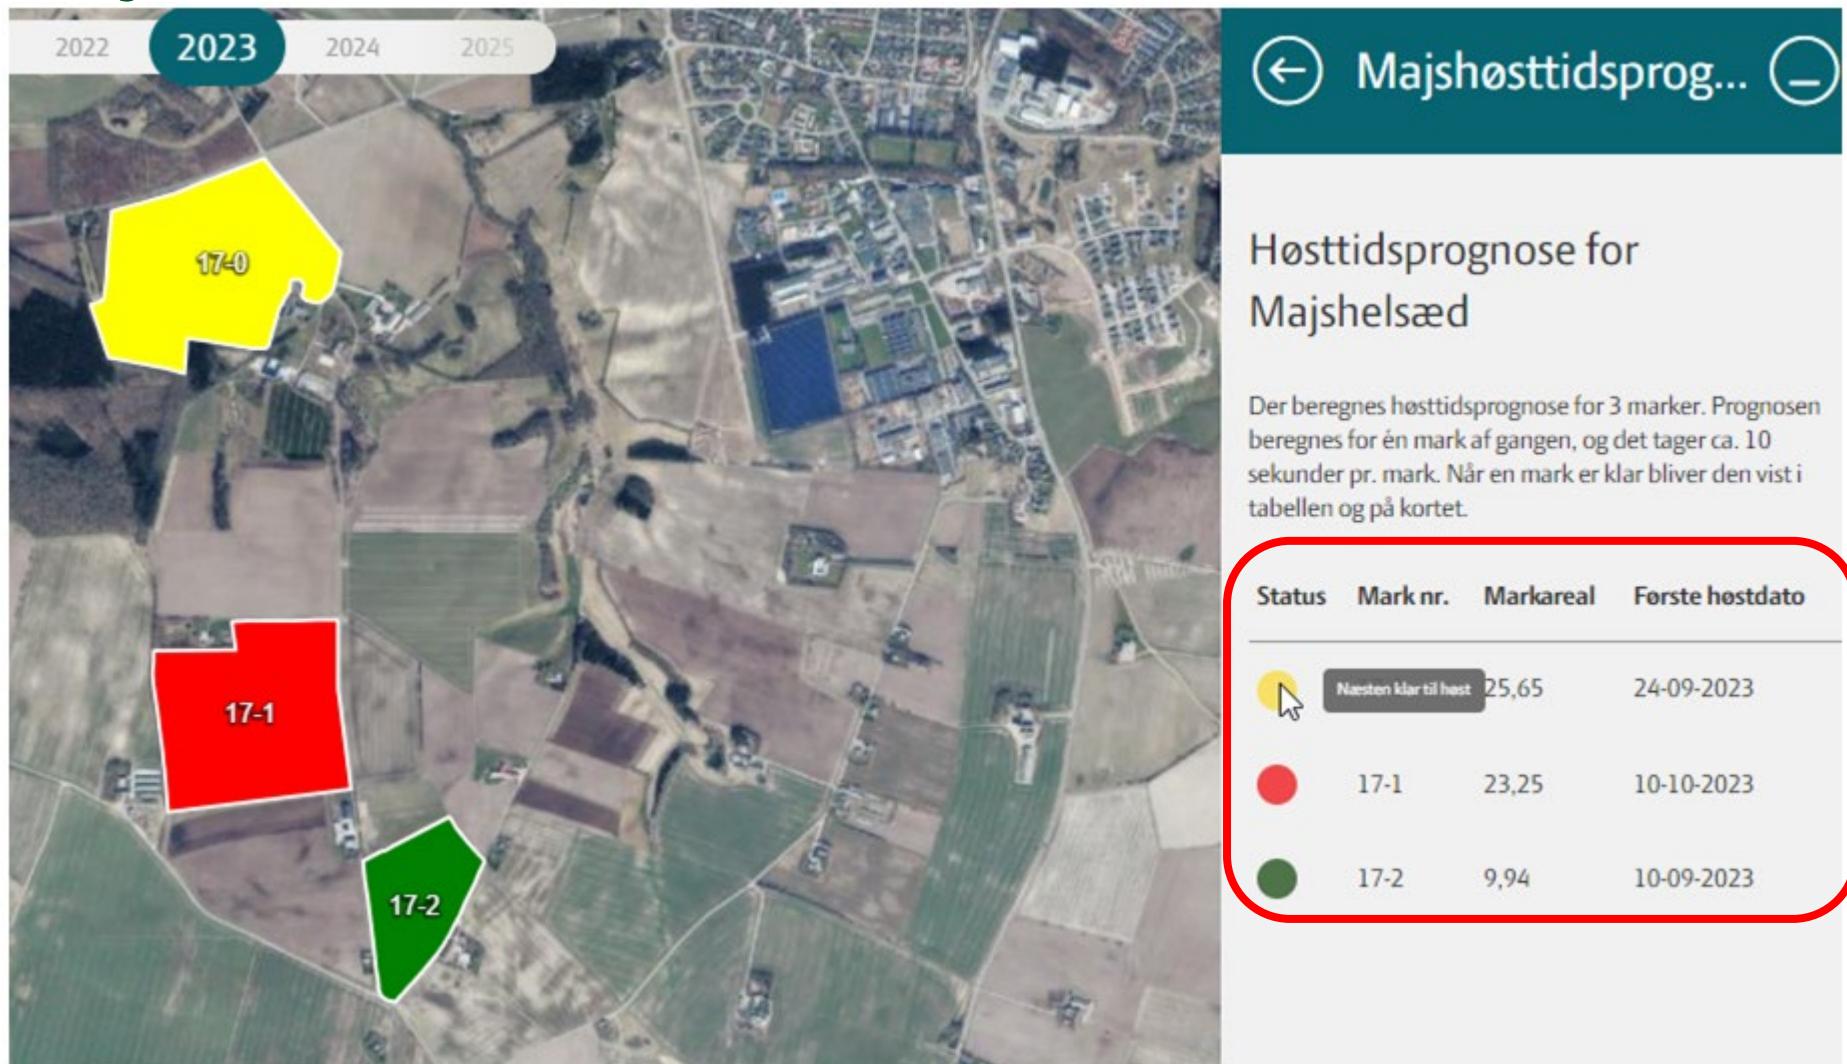 2022 2023 2024 2025
Majshøsttidsprog...
Høsttidsprognose for
Majshelsæd
Der beregnes høsttidsprognose for 3 marker. Prognosen
beregnes for én mark af gangen, og det tager ca. 10
sekunder pr. mark. Når en mark er klar bliver den vist i
tabellen og på kortet.
Status Mark nr. Markareal Første høstdato
Næsten klar til høst 25,65 24-09-2023
17-1 23,25 10-10-2023
17-2 9,94 10-09-2023
17-0
17-1
17-2